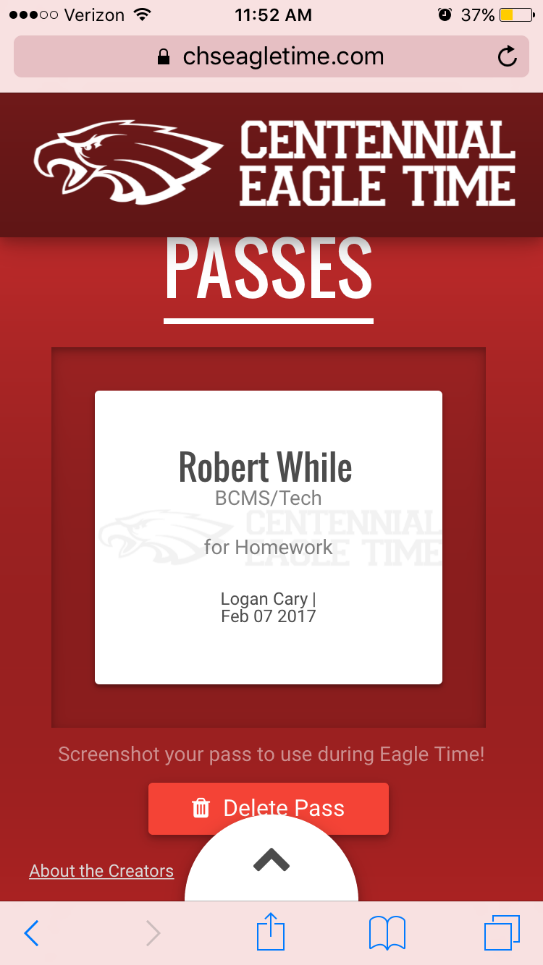 Verizon 11:52 AM 37%
chseagletime.com
CENTENNIAL
EAGLE TIME
PASSES
Robert While
BCMS/Tech
CENTENNIAL
EAGLE TIME
for Homework
Logan Cary |
Feb 07 2017
Screenshot your pass to use during Eagle Time!
Delete Pass
About the Creators